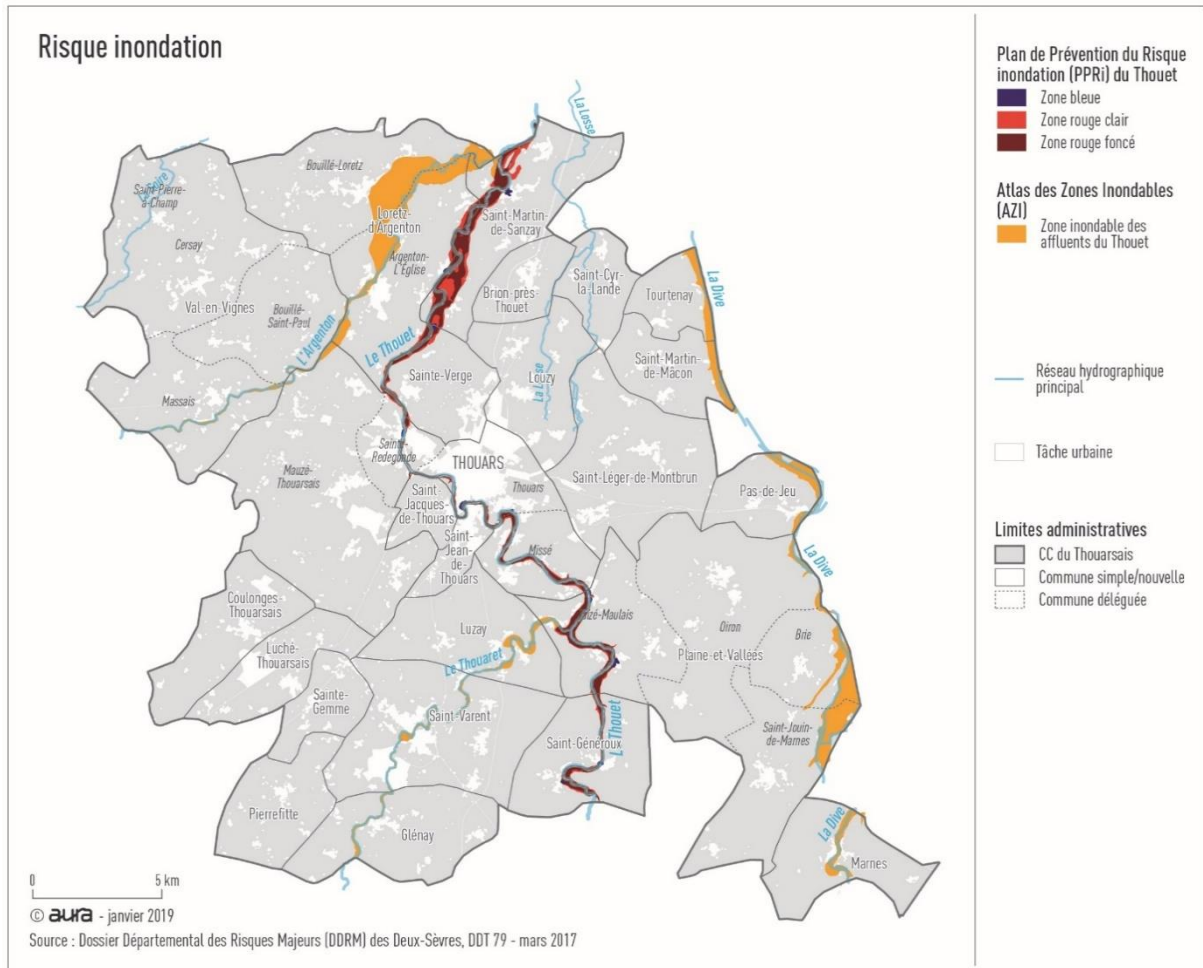 Risque inondation
Plan de Prévention du Risque
inondation (PPRi) du Thouet
Zone bleue
Zone rouge clair
Zone rouge foncé
Atlas des Zones Inondables
(AZI)
Zone inondable des
affluents du Thouet
Réseau hydrographique
principal
Tâche urbaine
Limites administratives
CC du Thouarsais
Commune simple/nouvelle
Commune déléguée
La Losse
Bouillé-Loretz
Saint-Pierre-
à-Champ
Loretz-
d'Argenton
Saint-Martin-
de-Sanzay
Cersay
Argenton-
L'Église
Saint-Cyr-
la-Lande
La Dive
Tourtenay
Brion-près-
Thouet
Val-en-Vignes
Bouillé-
Saint-Paul
L'Argenton
Le Thouet
Saint-Martin-
de-Mâcon
Sainte-Verge
Louzy
Massais
Sainte-
Redegonde
THOUARS
Mauzé-
Thouarsais
Saint-Léger-de-Montbrun
Thouars
Pas-de-Jeu
Saint-
Jacques-
de-Thouars
Saint-
Jean-
de-
Thouars
Missé
La Dive
Coulonges-
Thouarsais
Luzay
Oiron
Brie
Plaine-et-Vallées
Luché-
Thouarsais
Le Thouaret
Sainte-
Gemme
Saint-Varent
Le Thouet
Saint-Généroux
Saint-Jouin-
de-Marnes
Pierrefitte
Glénay
La Dive
Marnes
0
5 km
© aura - janvier 2019
Source : Dossier Départemental des Risques Majeurs (DDRM) des Deux-Sèvres, DDT 79 - mars 2017